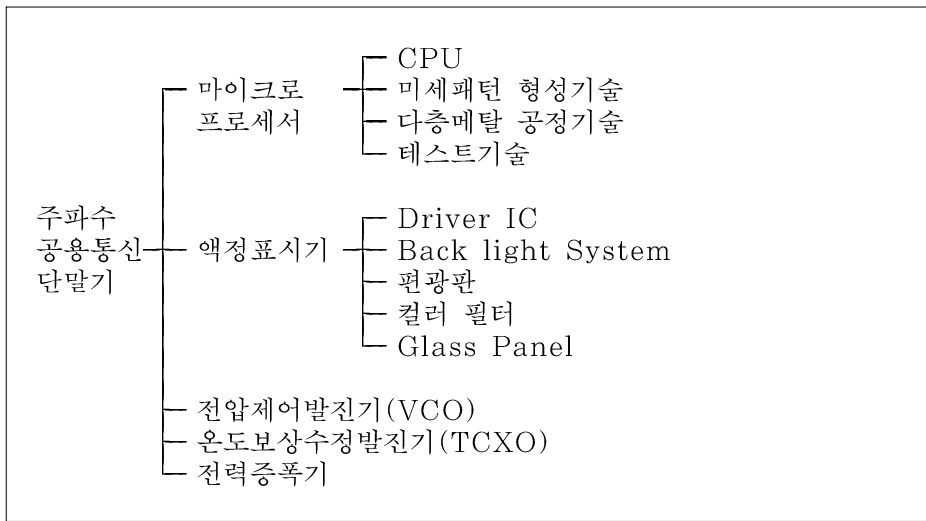 주파수
공용통신
단말기
마이크로
프로세서
CPU
미세패턴 형성기술
다층메탈 공정기술
테스트기술
액정표시기
Driver IC
Back light System
편광판
컬러 필터
Glass Panel
전압제어발진기(VCO)
온도보상수정발진기(TCXO)
전력증폭기